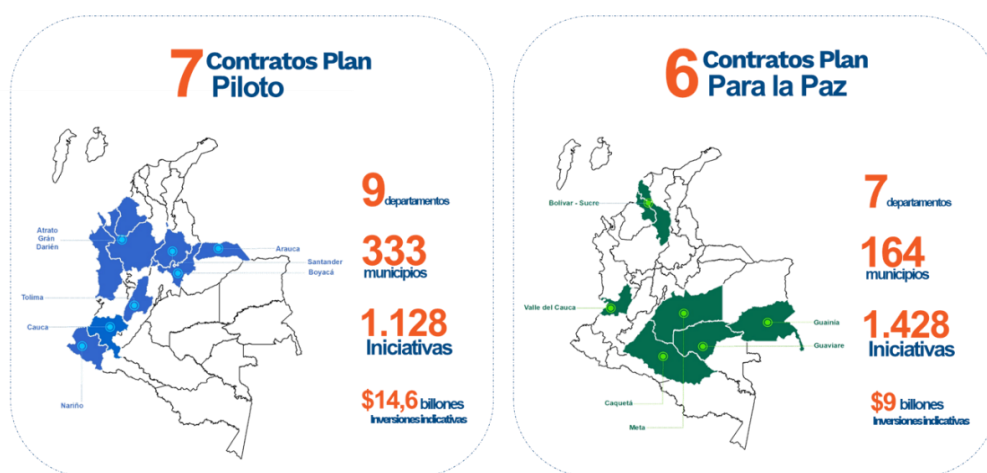 7 Contratos Plan
Piloto
9
departamentos
333
municipios
1.128
Iniciativas
$14,6 billones
Inversiones indicativas
Atrato
Grán
Darién
Arauca
Santander
Boyacá
Tolima
Cauca
Nariño
6 Contratos Plan
Para la Paz
7
departamentos
164
municipios
1.428
Iniciativas
$9 billones
Inversiones indicativas
Bolivar - Sucre
Valle del Cauca
Guainía
Guaviare
Caquetá
Meta